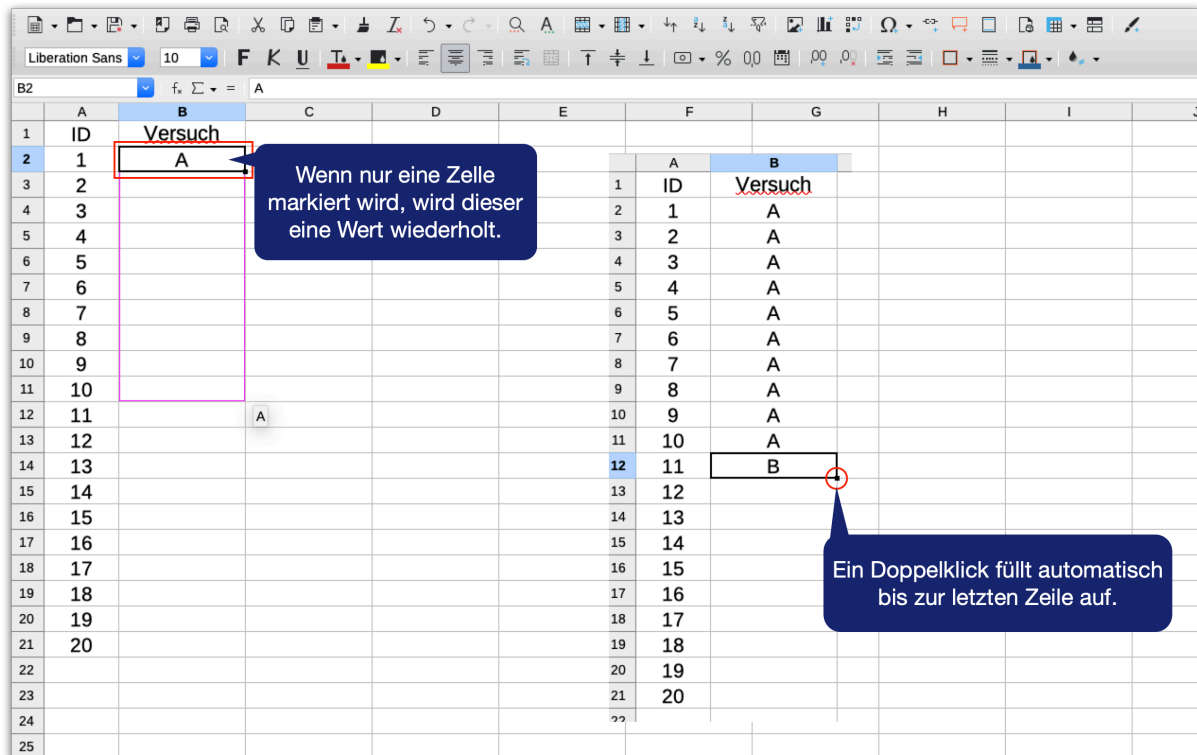 Liberation Sans 10 F K U
B2 fx Σ = A
A B C D E F G H I J
1 ID Versuch
2 1 A
3 2
4 3
5 4
6 5
7 6
8 7
9 8
10 9
11 10
12 11 A
13 12
14 13
15 14
16 15
17 16
18 17
19 18
20 19
21 20
22
23
24
25
Wenn nur eine Zelle
markiert wird, wird dieser
eine Wert wiederholt.
A B
1 ID Versuch
2 1 A
3 2 A
4 3 A
5 4 A
6 5 A
7 6 A
8 7 A
9 8 A
10 9 A
11 10 A
12 11 B
13 12
14 13
15 14
16 15
17 16
18 17
19 18
20 19
21 20
22
Ein Doppelklick füllt automatisch
bis zur letzten Zeile auf.